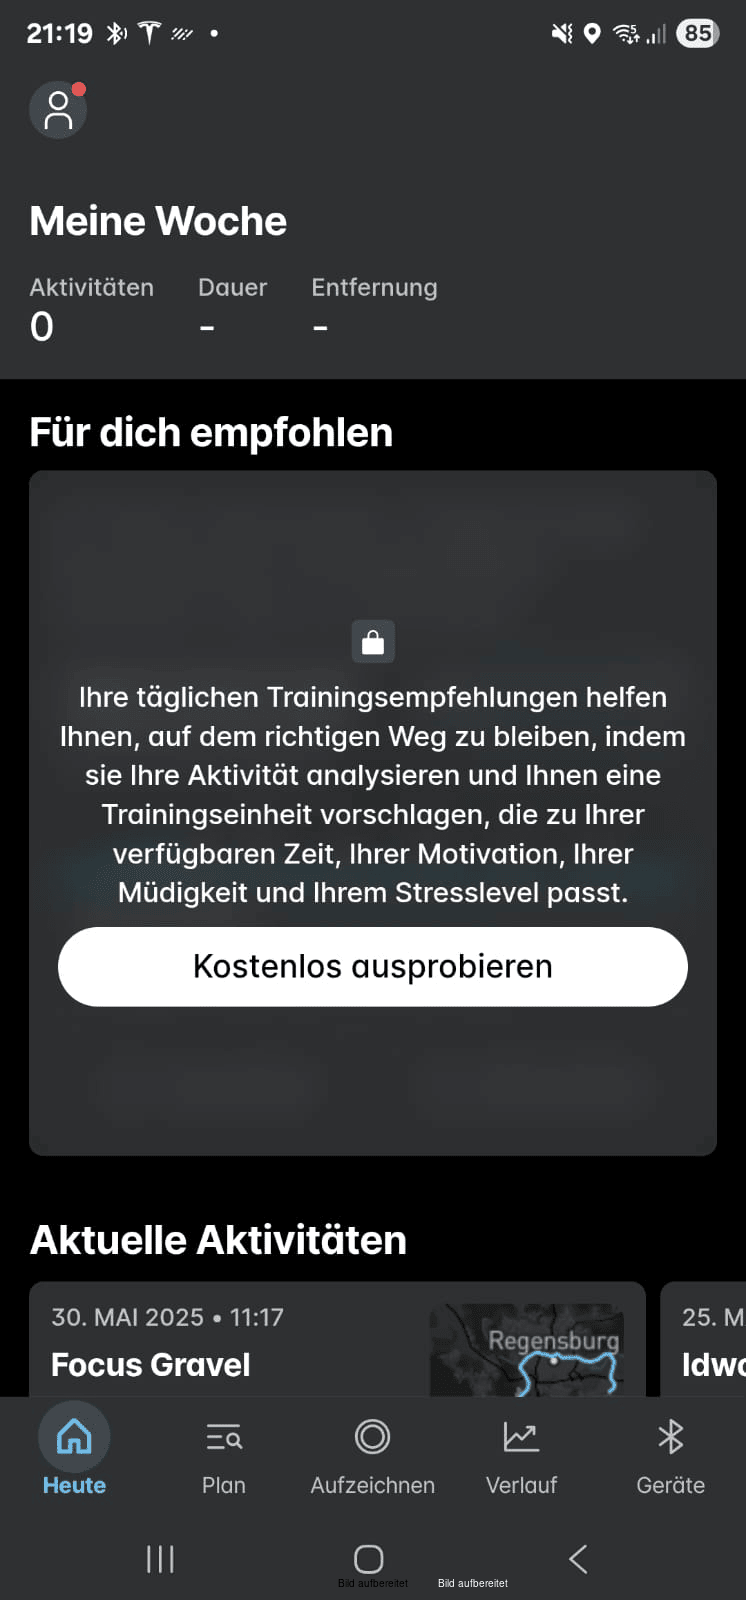 21:19
85
Meine Woche
Aktivitäten Dauer Entfernung
0 - -
Für dich empfohlen
Ihre täglichen Trainingsempfehlungen helfen
Ihnen, auf dem richtigen Weg zu bleiben, indem
sie Ihre Aktivität analysieren und Ihnen eine
Trainingseinheit vorschlagen, die zu Ihrer
verfügbaren Zeit, Ihrer Motivation, Ihrer
Müdigkeit und Ihrem Stresslevel passt.
Kostenlos ausprobieren
Aktuelle Aktivitäten
30. MAI 2025 • 11:17
Focus Gravel
Regensburg
25. M
Idwo
Heute Plan Aufzeichnen Verlauf Geräte
Bild aufbereitet Bild aufbereitet